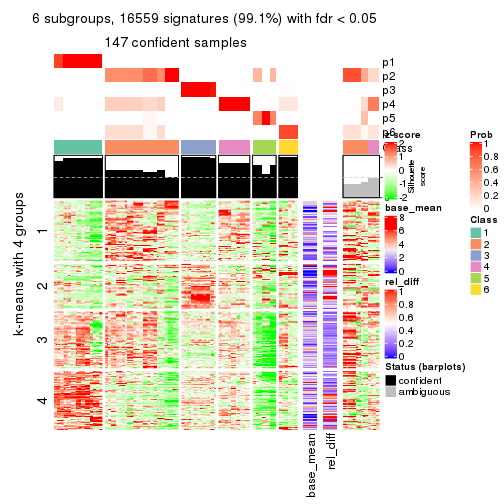 6 subgroups, 16559 signatures (99.1%) with fdr < 0.05
147 confident samples
p1
p2
p3
p4
p5
p6
Class
1
2
3
4
k-means with 4 groups
base_mean
rel_diff
Silhouette
score
z-score
2
1
0
-1
-2
base_mean
8
6
4
2
0
rel_diff
1
0.8
0.6
0.4
0.2
0
Status (barplots)
confident
ambiguous
Prob
1
0.8
0.6
0.4
0.2
0
Class
1
2
3
4
5
6